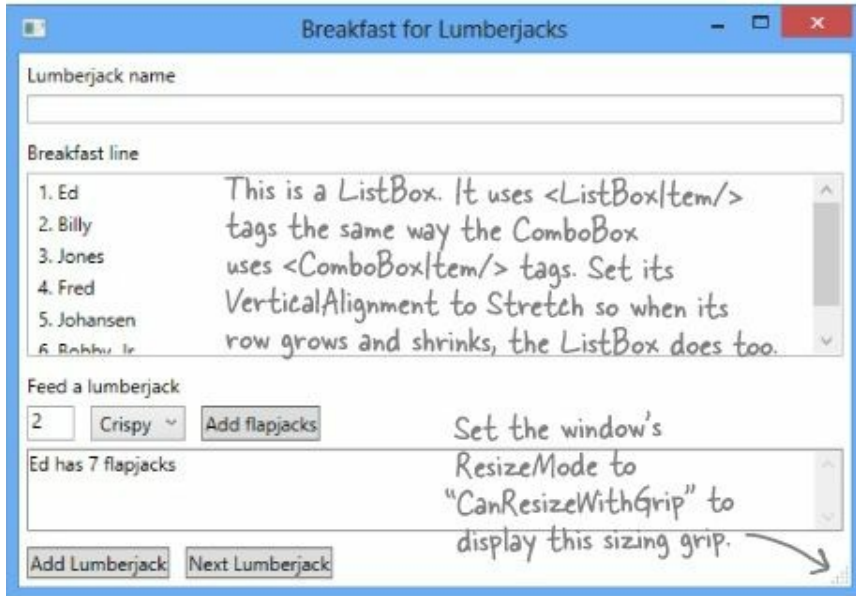 Breakfast for Lumberjacks
Lumberjack name
Breakfast line
1. Ed
2. Billy
3. Jones
4. Fred
5. Johansen
6. Bobby Jr.
This is a ListBox. It uses <ListBoxItem/>
tags the same way the ComboBox
uses <ComboBoxItem/> tags. Set its
VerticalAlignment to Stretch so when its
row grows and shrinks, the ListBox does too.
Feed a lumberjack
2
Crispy
Add flapjacks
Ed has 7 flapjacks
Set the window's
ResizeMode to
"CanResizeWithGrip" to
display this sizing grip.
Add Lumberjack
Next Lumberjack